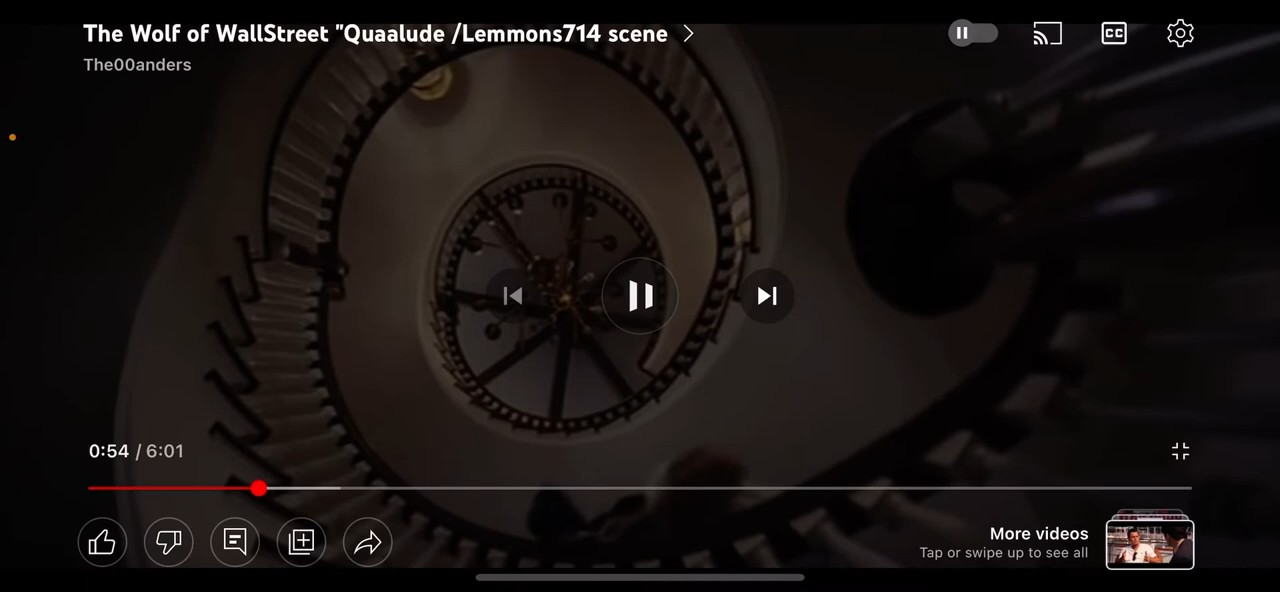 The Wolf of WallStreet "Quaalude /Lemmons714 scene
The00anders
CC
0:54 / 6:01
More videos
Tap or swipe up to see all